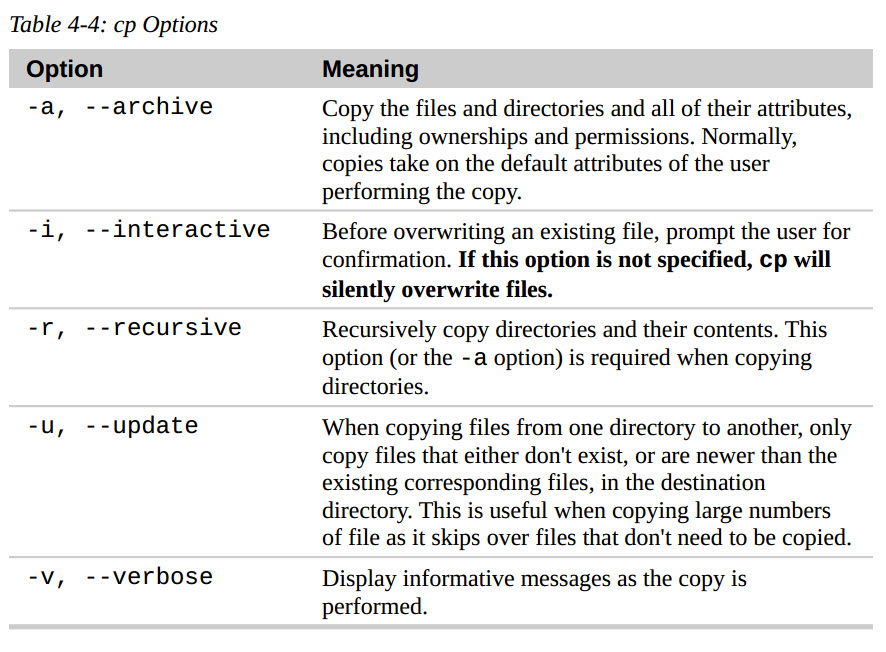 Table 4-4: cp Options
Option Meaning
-a, --archive Copy the files and directories and all of their attributes,
including ownerships and permissions. Normally,
copies take on the default attributes of the user
performing the copy.
-i, --interactive Before overwriting an existing file, prompt the user for
confirmation. If this option is not specified, cp will
silently overwrite files.
-r, --recursive Recursively copy directories and their contents. This
option (or the -a option) is required when copying
directories.
-u, --update When copying files from one directory to another, only
copy files that either don't exist, or are newer than the
existing corresponding files, in the destination
directory. This is useful when copying large numbers
of file as it skips over files that don't need to be copied.
-v, --verbose Display informative messages as the copy is
performed.